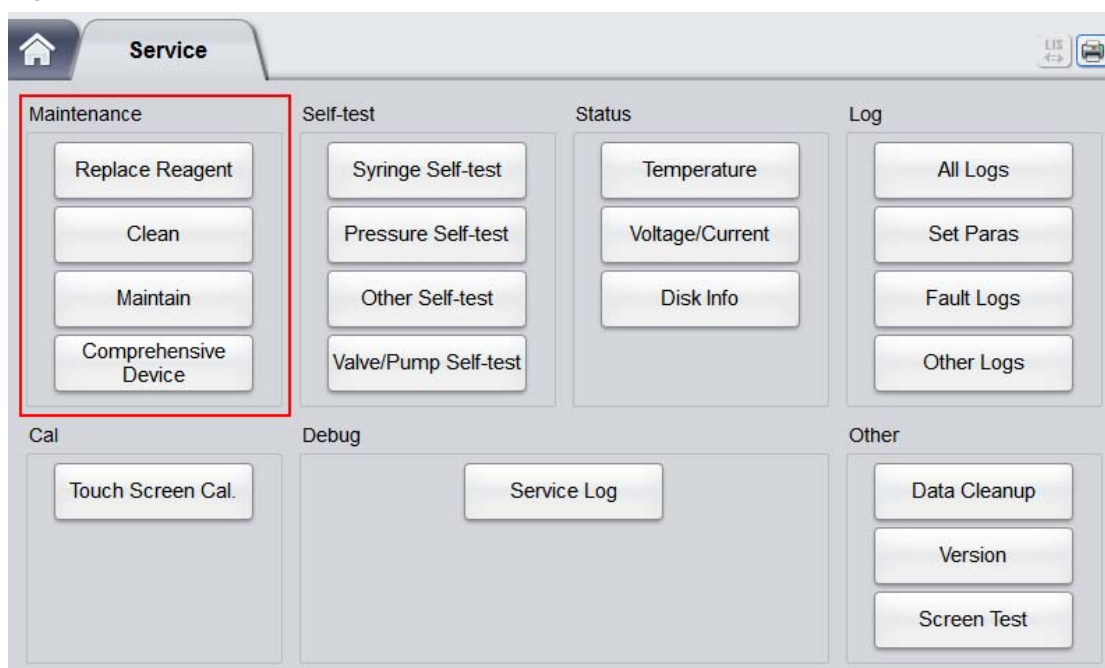 Service
LIS
Maintenance
Replace Reagent
Clean
Maintain
Comprehensive
Device
Self-test
Syringe Self-test
Pressure Self-test
Other Self-test
Valve/Pump Self-test
Status
Temperature
Voltage/Current
Disk Info
Log
All Logs
Set Paras
Fault Logs
Other Logs
Cal
Touch Screen Cal.
Debug
Service Log
Other
Data Cleanup
Version
Screen Test